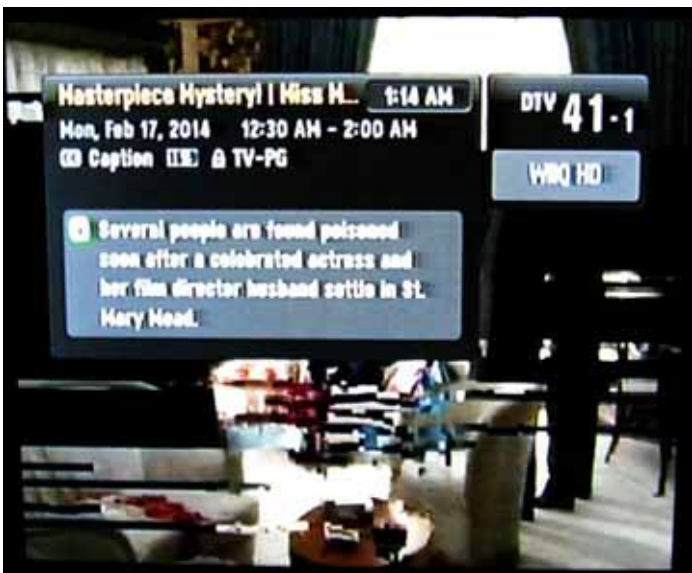 Masterpiece Mystery! | Miss M... 1:14 AM
Mon, Feb 17, 2014 12:30 AM - 2:00 AM
CC Caption TV-PG
DTV 41-1
HD
Several people are found poisoned
soon after a celebrated actress and
her film director husband settle in St.
Mary Mead.